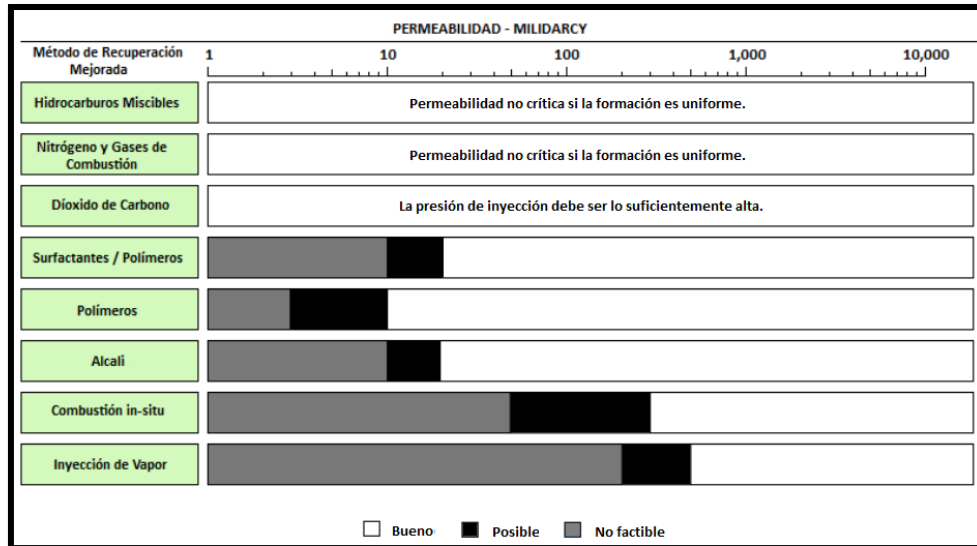 PERMEABILIDAD - MILIDARCY
Método de Recuperación
Mejorada
1 10 100 1,000 10,000
Hidrocarburos Miscibles
Permeabilidad no crítica si la formación es uniforme.
Nitrógeno y Gases de
Combustión
Permeabilidad no crítica si la formación es uniforme.
Díoxido de Carbono
La presión de inyección debe ser lo suficientemente alta.
Surfactantes / Polímeros
Polímeros
Alcali
Combustión in-situ
Inyección de Vapor
Bueno Posible No factible